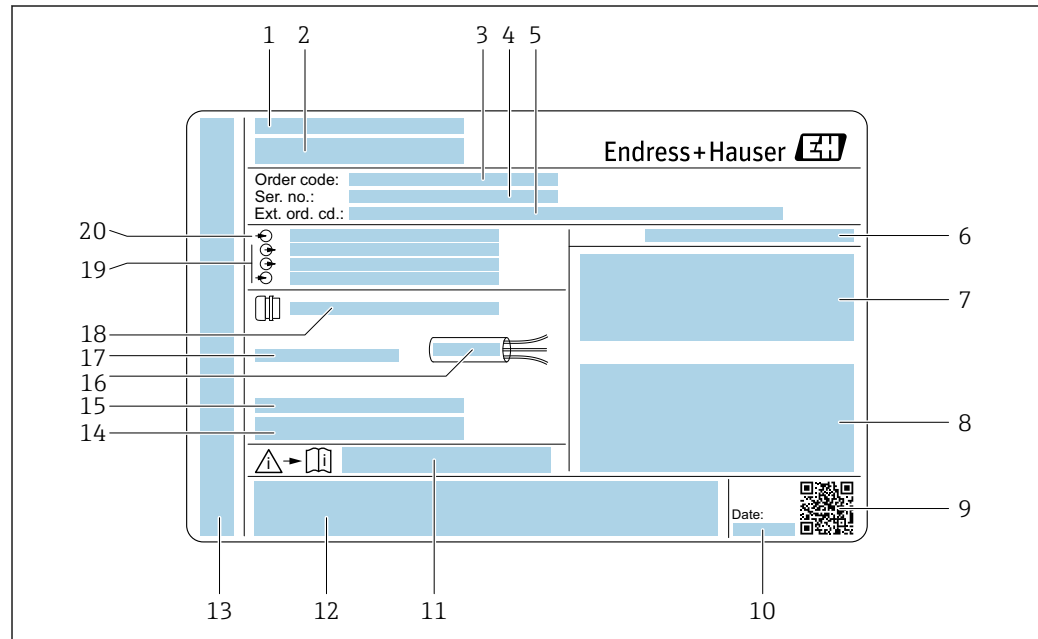 1 2 3 4 5
Endress+Hauser EH
Order code:
Ser. no.:
Ext. ord. cd.:
20
6
19
7
18
17
16
15
8
14
i i
Date:
9
13 12 11 10